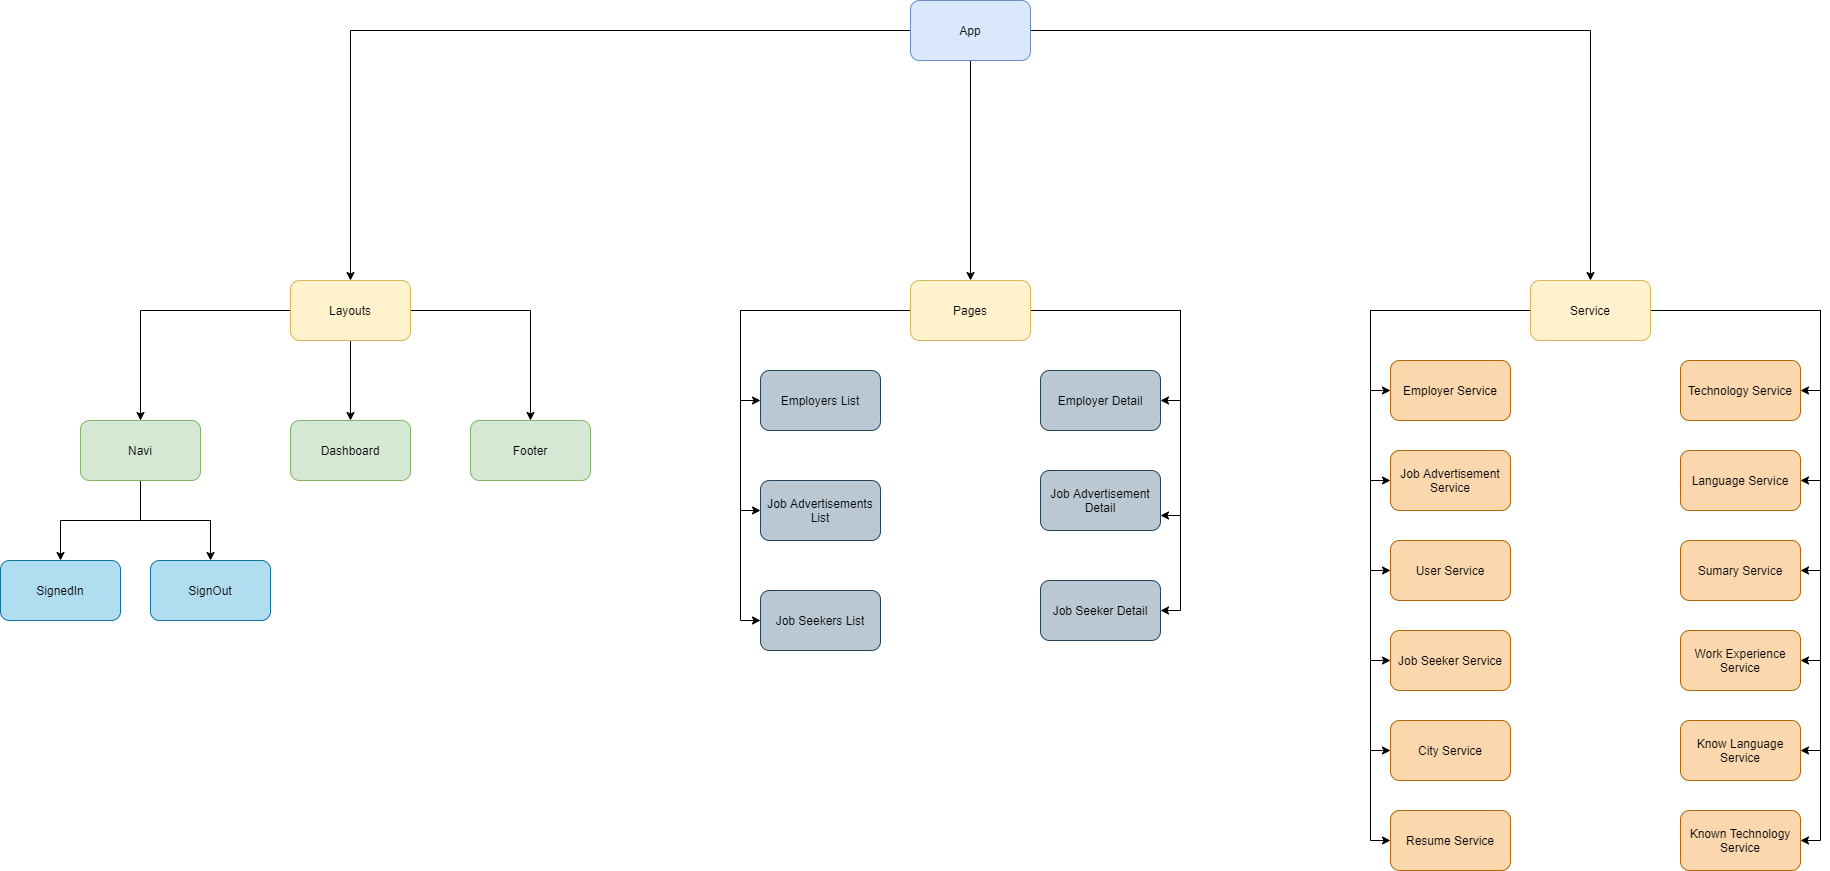 App
Layouts
Pages
Service
Navi
Dashboard
Footer
SignedIn
SignOut
Employers List
Job Advertisements
List
Job Seekers List
Employer Detail
Job Advertisement
Detail
Job Seeker Detail
Employer Service
Job Advertisement
Service
User Service
Job Seeker Service
City Service
Resume Service
Technology Service
Language Service
Sumary Service
Work Experience
Service
Know Language
Service
Known Technology
Service